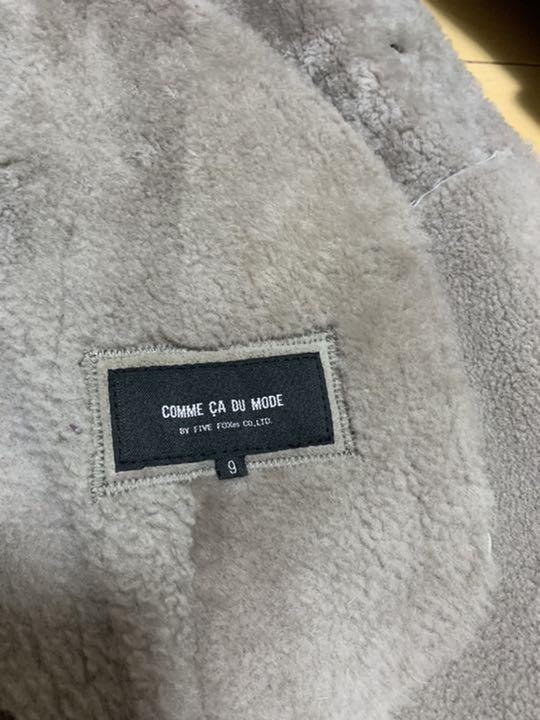 COMME ÇA DU MODE
BY FIVE FOXes CO.,LTD.
9